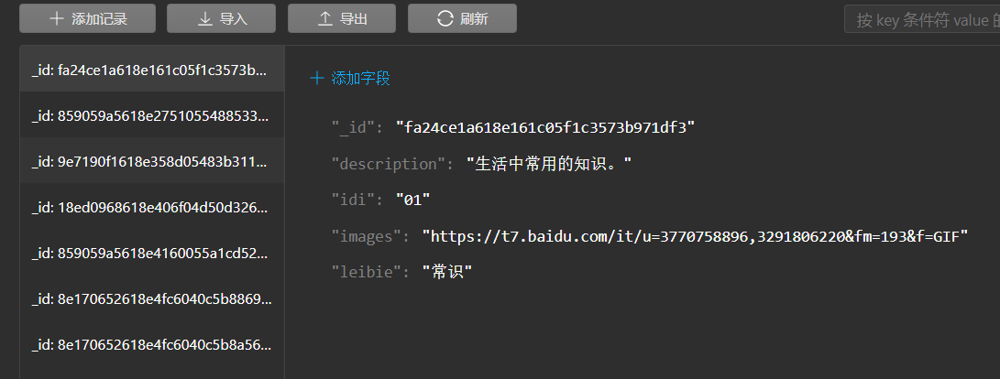 添加记录 导入 导出 刷新 按 key 条件符 value 的
_id: fa24ce1a618e161c05f1c3573b...
_id: 859059a5618e2751055488533...
_id: 9e7190f1618e358d05483b311...
_id: 18ed0968618e406f04d50d326...
_id: 859059a5618e4160055a1cd52...
_id: 8e170652618e4fc6040c5b8869...
_id: 8e170652618e4fc6040c5b8a56...
+ 添加字段
"_id": "fa24ce1a618e161c05f1c3573b971df3"
"description": "生活中常用的知识。"
"idi": "01"
"images": "https://t7.baidu.com/it/u=3770758896,3291806220&fm=193&f=GIF"
"leibie": "常识"